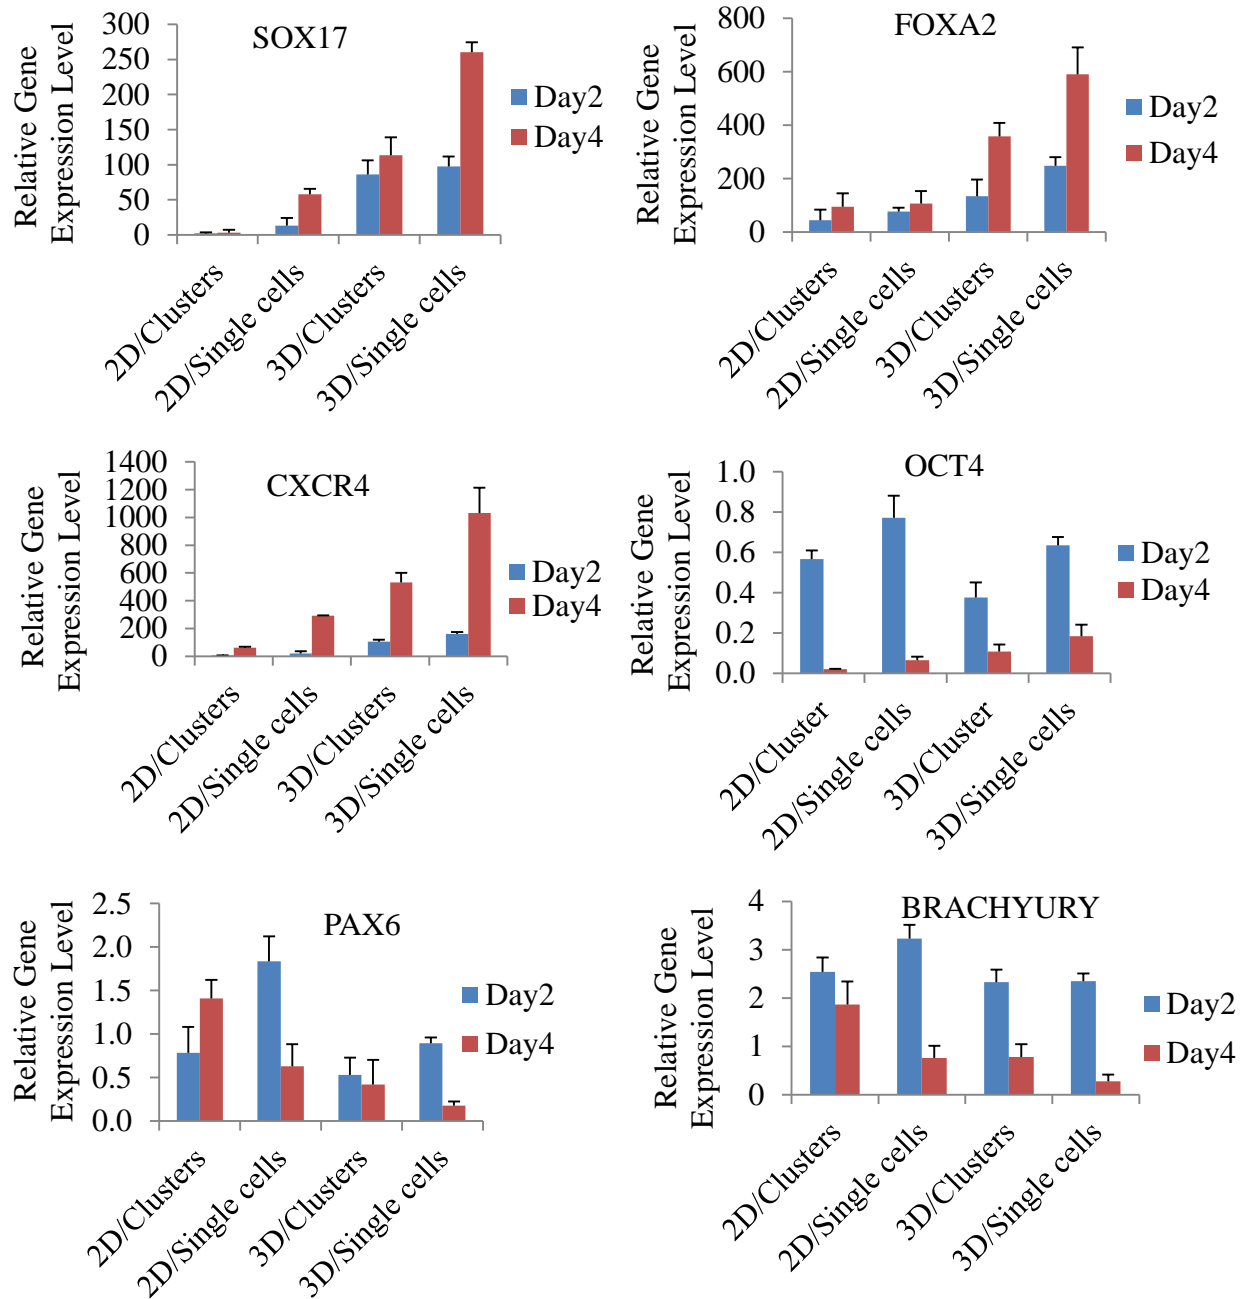 SOX17
Relative Gene
Expression Level
300
250
200
150
100
50
0
2D/Clusters
2D/Single cells
3D/Clusters
3D/Single cells
Day2
Day4
FOXA2
Relative Gene
Expression Level
800
600
400
200
0
2D/Clusters
2D/Single cells
3D/Clusters
3D/Single cells
Day2
Day4
CXCR4
Relative Gene
Expression Level
1400
1200
1000
800
600
400
200
0
2D/Clusters
2D/Single cells
3D/Clusters
3D/Single cells
Day2
Day4
OCT4
Relative Gene
Expression Level
1.0
0.8
0.6
0.4
0.2
0.0
2D/Cluster
2D/Single cells
3D/Cluster
3D/Single cells
Day2
Day4
PAX6
Relative Gene
Expression Level
2.5
2.0
1.5
1.0
0.5
0.0
2D/Clusters
2D/Single cells
3D/Clusters
3D/Single cells
Day2
Day4
BRACHYURY
Relative Gene
Expression Level
4
3
2
1
0
2D/Clusters
2D/Single cells
3D/Clusters
3D/Single cells
Day2
Day4